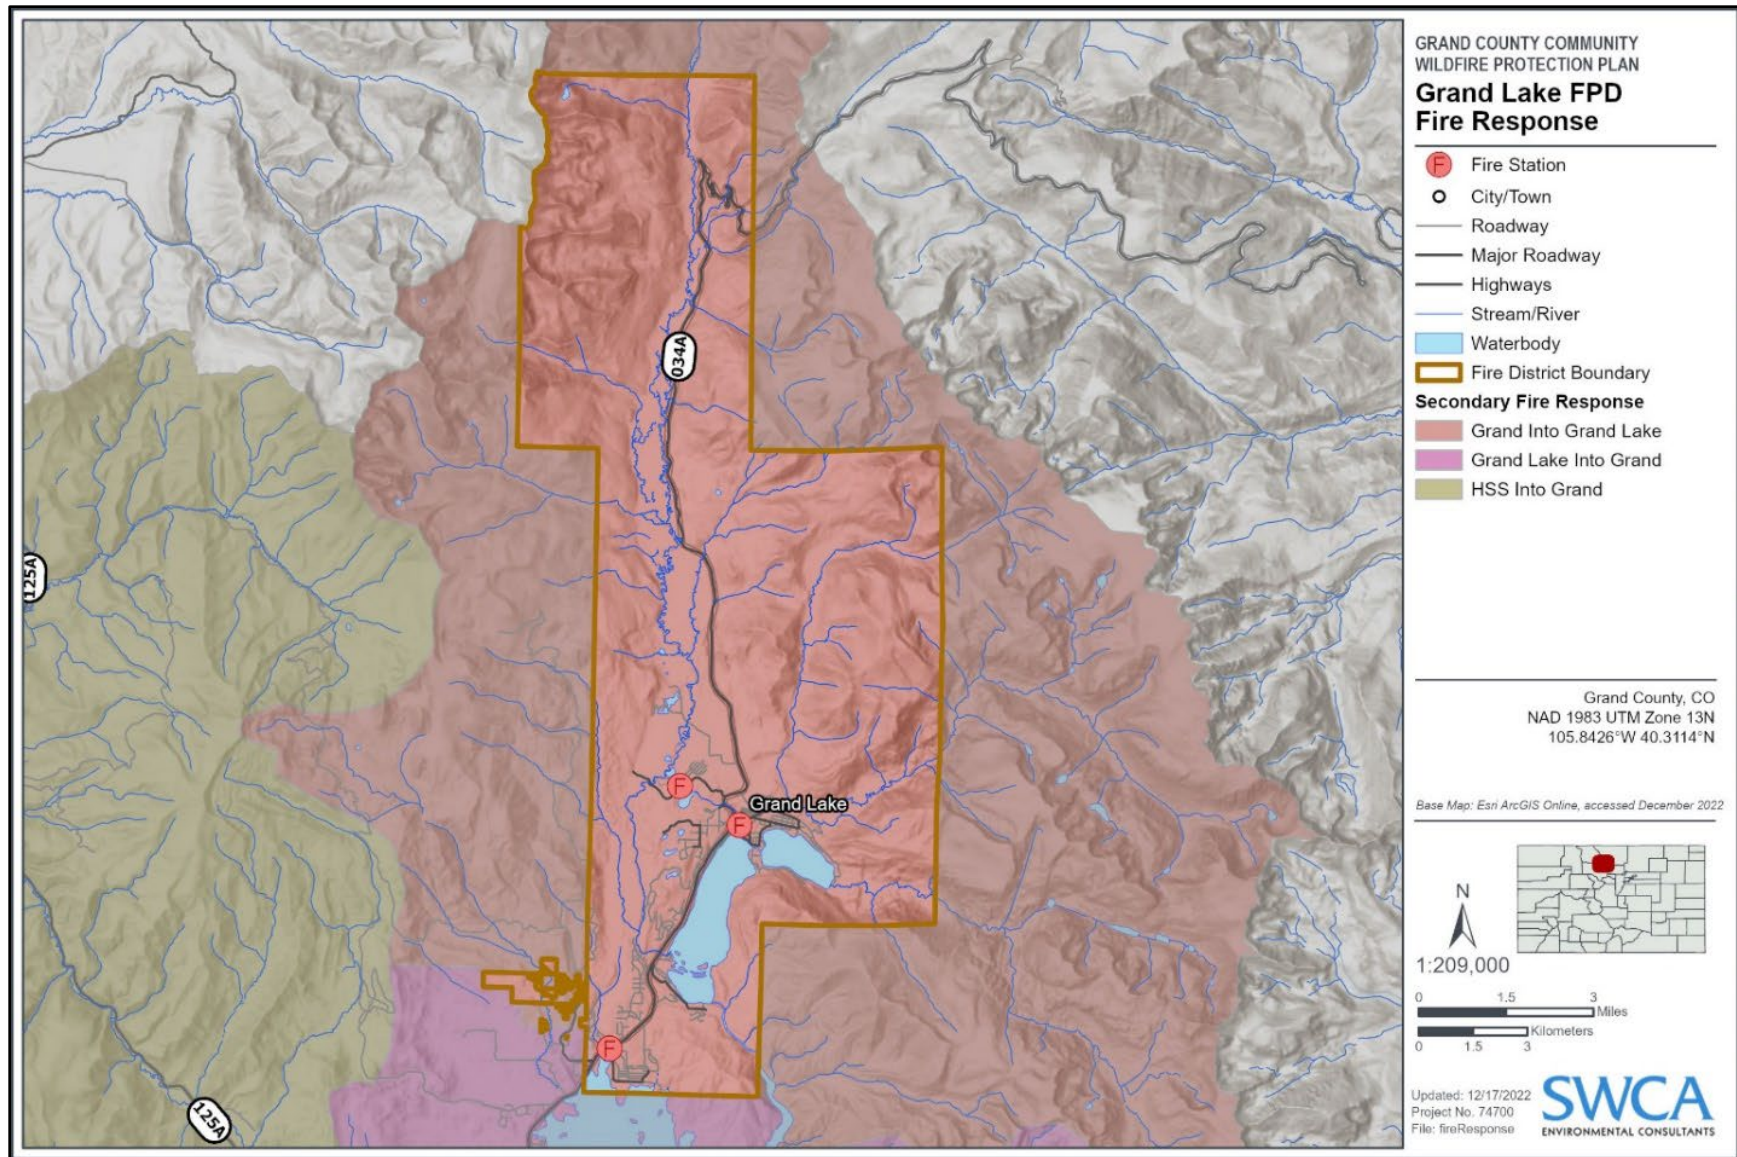 GRAND COUNTY COMMUNITY
WILDFIRE PROTECTION PLAN
Grand Lake FPD
Fire Response
F Fire Station
City/Town
Roadway
Major Roadway
Highways
Stream/River
Waterbody
Fire District Boundary
Secondary Fire Response
Grand Into Grand Lake
Grand Lake Into Grand
HSS Into Grand
034A
125A
F
Grand Lake
F
F
125A
Grand County, CO
NAD 1983 UTM Zone 13N
105.8426°W 40.3114°N
Base Map: Esri ArcGIS Online, accessed December 2022
N
1:209,000
0 1.5 3
Miles
Kilometers
0 1.5 3
Updated: 12/17/2022
Project No. 74700
File: fireResponse
SWCA
ENVIRONMENTAL CONSULTANTS